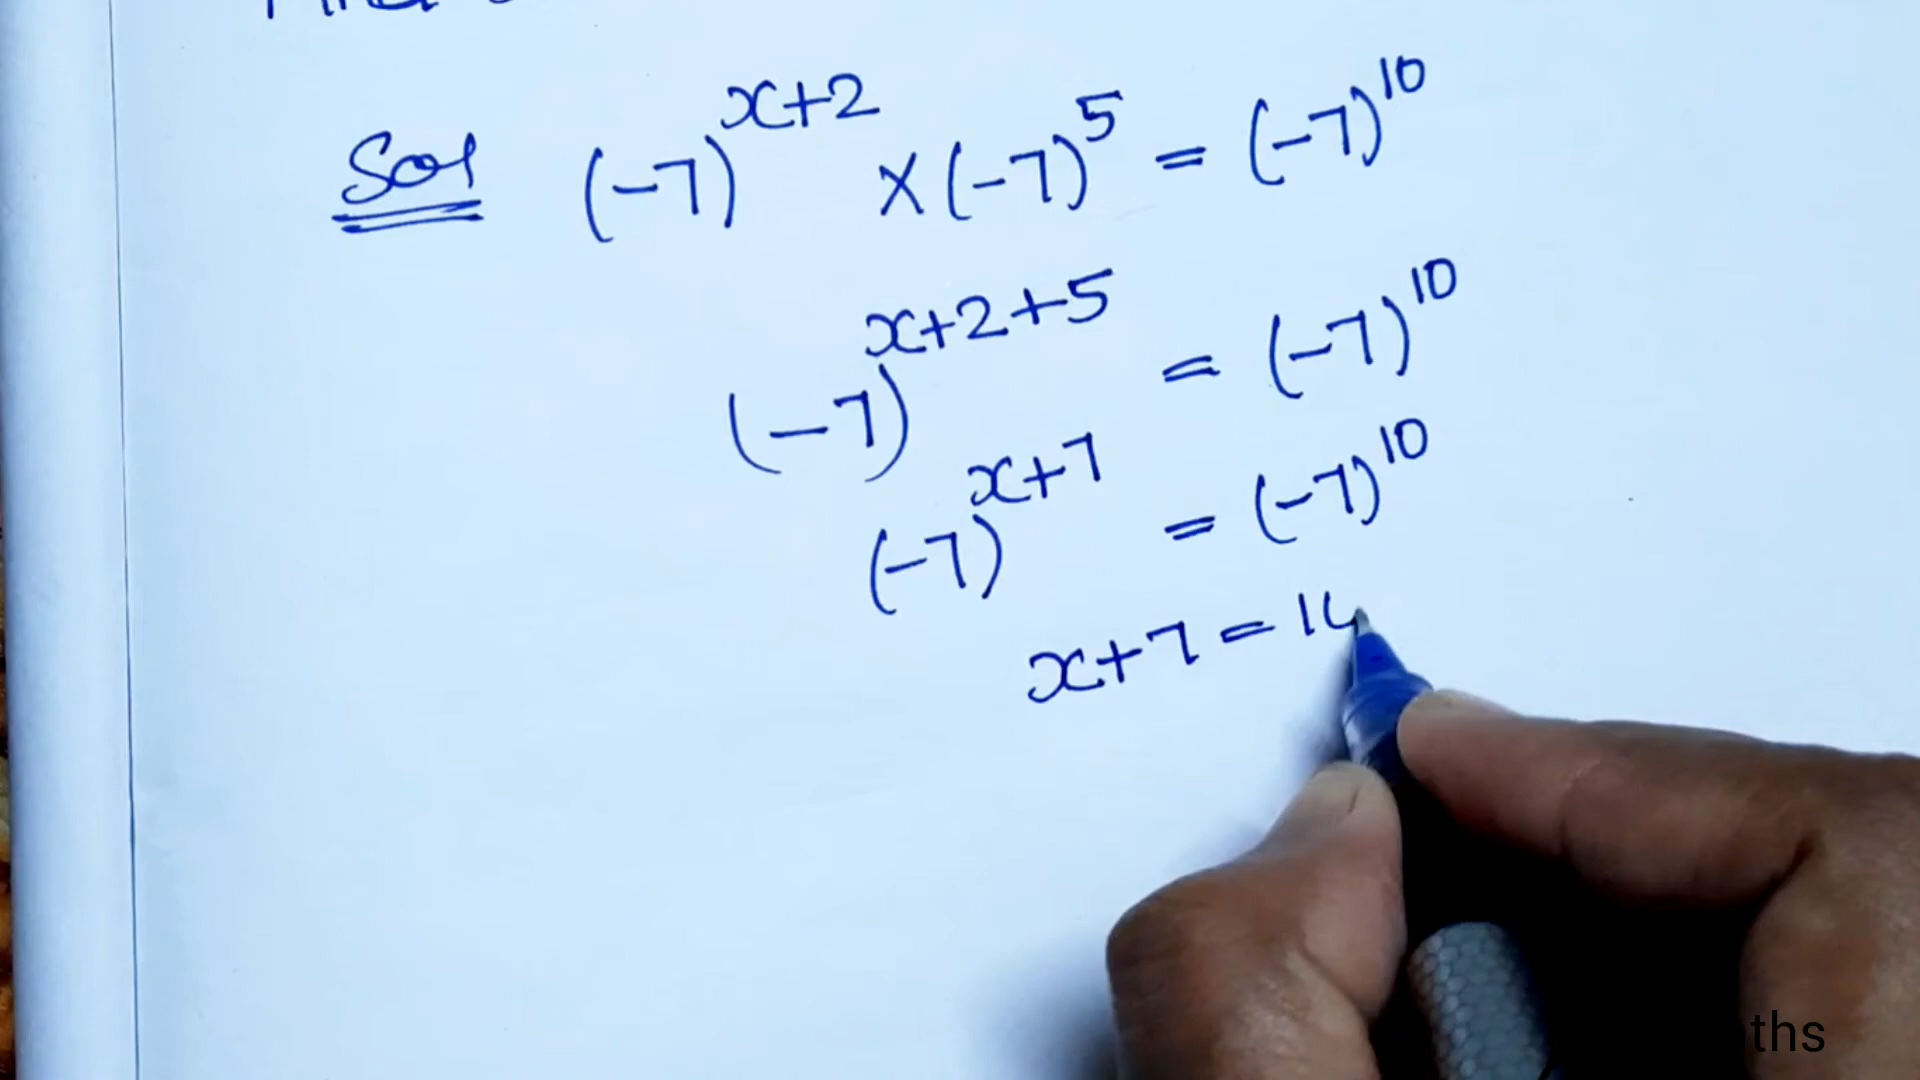 Sol (-7)^{x+2} × (-7)^5 = (-7)^{10}
(-7)^{x+2+5} = (-7)^{10}
(-7)^{x+7} = (-7)^{10}
x+7=1